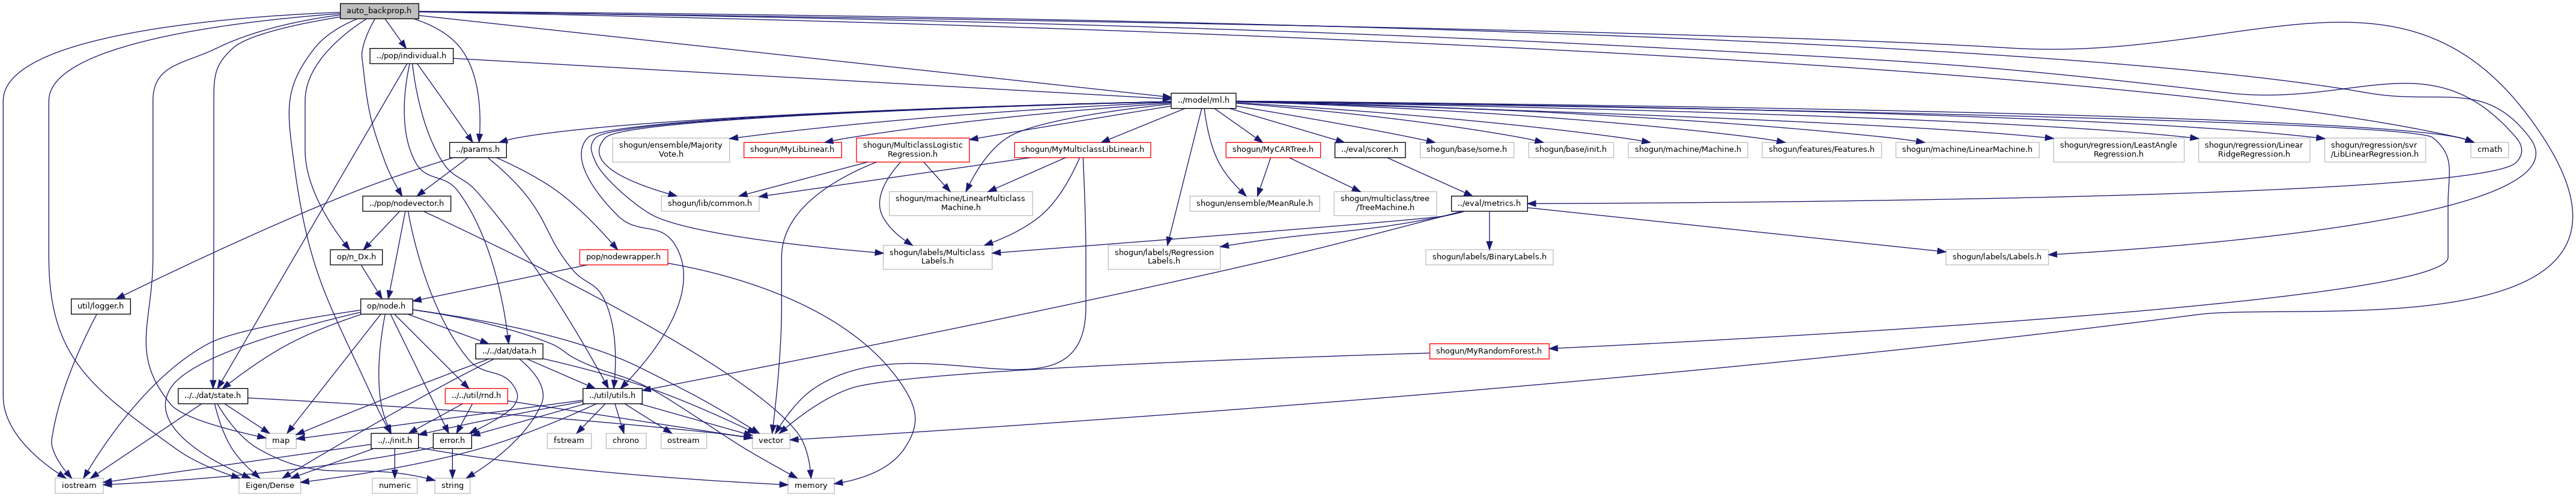 auto_backprop.h
../pop/individual.h
../model/ml.h
../params.h
shogun/ensemble/Majority
Vote.h
shogun/MyLibLinear.h
shogun/MulticlassLogistic
Regression.h
shogun/MyMulticlassLibLinear.h
shogun/MyCARTree.h
../eval/scorer.h
shogun/base/some.h
shogun/base/init.h
shogun/machine/Machine.h
shogun/features/Features.h
shogun/machine/LinearMachine.h
shogun/regression/LeastAngle
Regression.h
shogun/regression/Linear
RidgeRegression.h
shogun/regression/svr
/LibLinearRegression.h
cmath
../pop/nodevector.h
shogun/lib/common.h
shogun/machine/LinearMulticlass
Machine.h
shogun/ensemble/MeanRule.h
shogun/multiclass/tree
/TreeMachine.h
../eval/metrics.h
op/n_Dx.h
pop/nodewrapper.h
shogun/labels/Multiclass
Labels.h
shogun/labels/Regression
Labels.h
shogun/labels/BinaryLabels.h
shogun/labels/Labels.h
util/logger.h
op/node.h
../../dat/data.h
shogun/MyRandomForest.h
../../dat/state.h
../../util/rnd.h
../util/utils.h
map
../../init.h
error.h
fstream
chrono
ostream
vector
iostream
Eigen/Dense
numeric
string
memory